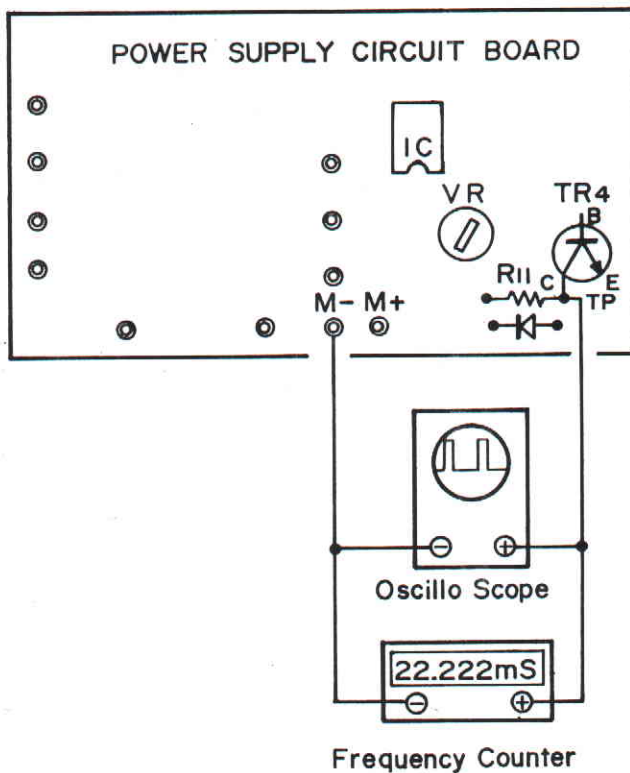 POWER SUPPLY CIRCUIT BOARD
IC
VR
TR4
B
R11
C
E
TP
M- M+
- +
Oscillo Scope
22.222mS
- +
Frequency Counter